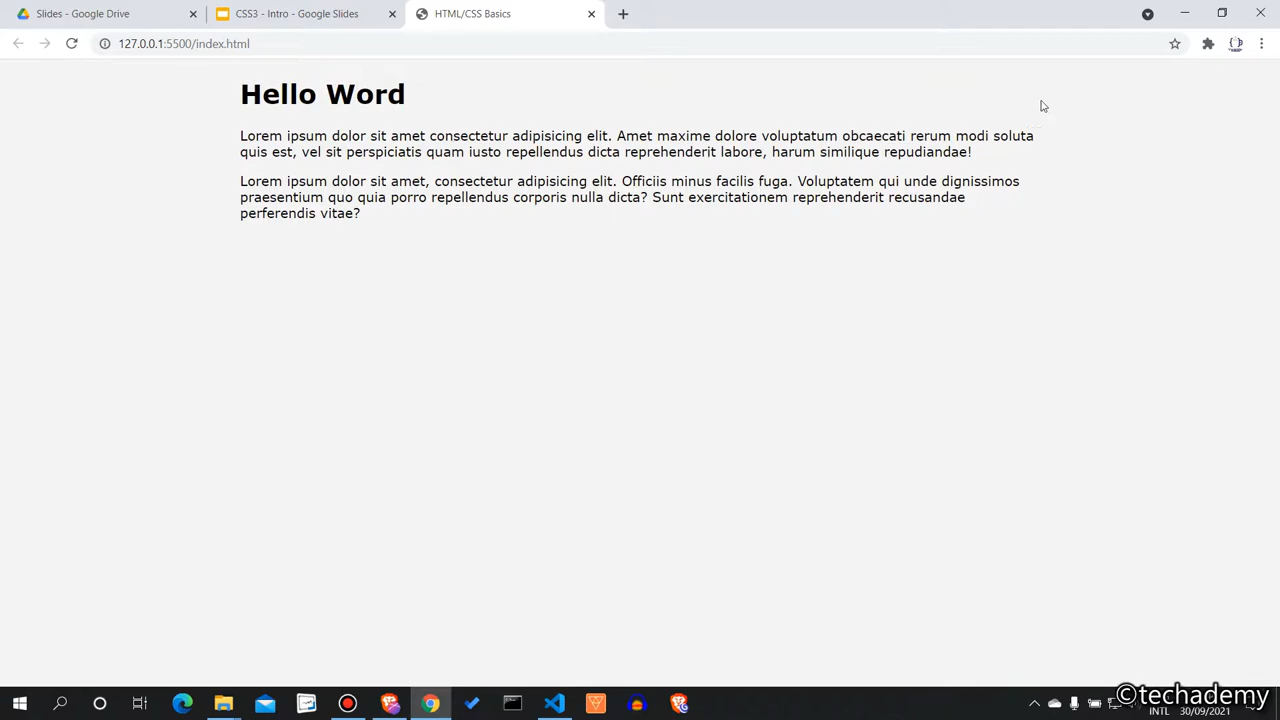 Slides - Google Drive
CSS3 - Intro - Google Slides
HTML/CSS Basics
127.0.0.1:5500/index.html
Hello Word
Lorem ipsum dolor sit amet consectetur adipisicing elit. Amet maxime dolore voluptatum obcaecati rerum modi soluta
quis est, vel sit perspiciatis quam iusto repellendus dicta reprehenderit labore, harum similique repudiandae!
Lorem ipsum dolor sit amet, consectetur adipisicing elit. Officiis minus facilis fuga. Voluptatem qui unde dignissimos
praesentium quo quia porro repellendus corporis nulla dicta? Sunt exercitationem reprehenderit recusandae
perferendis vitae?
©techademy
INTL 30/09/2021